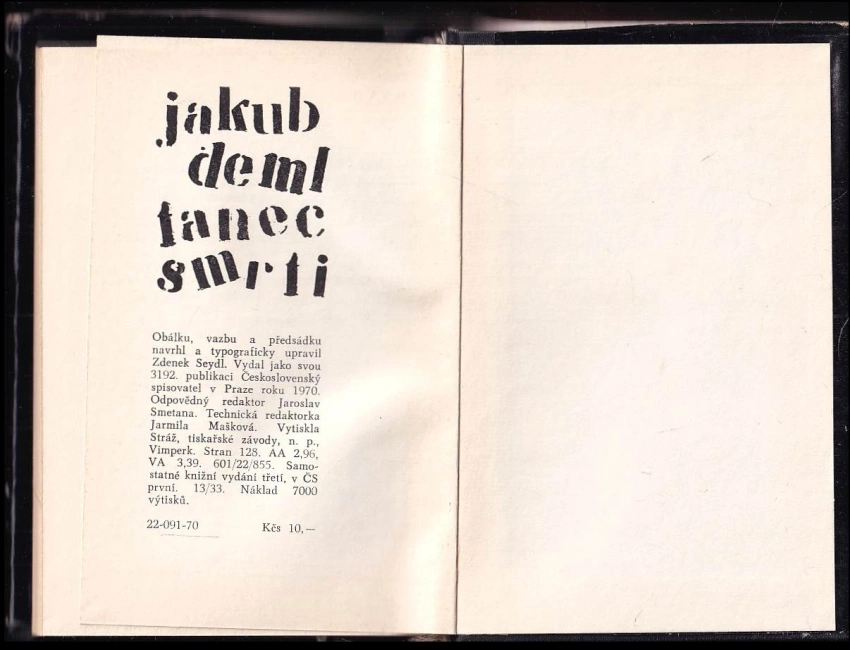 jakub
deml
tanec
smrti
Obálku, vazbu a předsádku
navrhl a typograficky upravil
Zdenek Seydl. Vydal jako svou
3192. publikaci Československý
spisovatel v Praze roku 1970.
Odpovědný redaktor Jaroslav
Smetana. Technická redaktorka
Jarmila Mašková. Vytiskla
Stráž, tiskařské závody, n. p.,
Vimperk. Stran 128. AA 2,96,
VA 3,39. 601/22/855. Samo-
statné knižní vydání třetí, v ČS
první. 13/33. Náklad 7000
výtisků.
22-091-70 Kčs 10,—